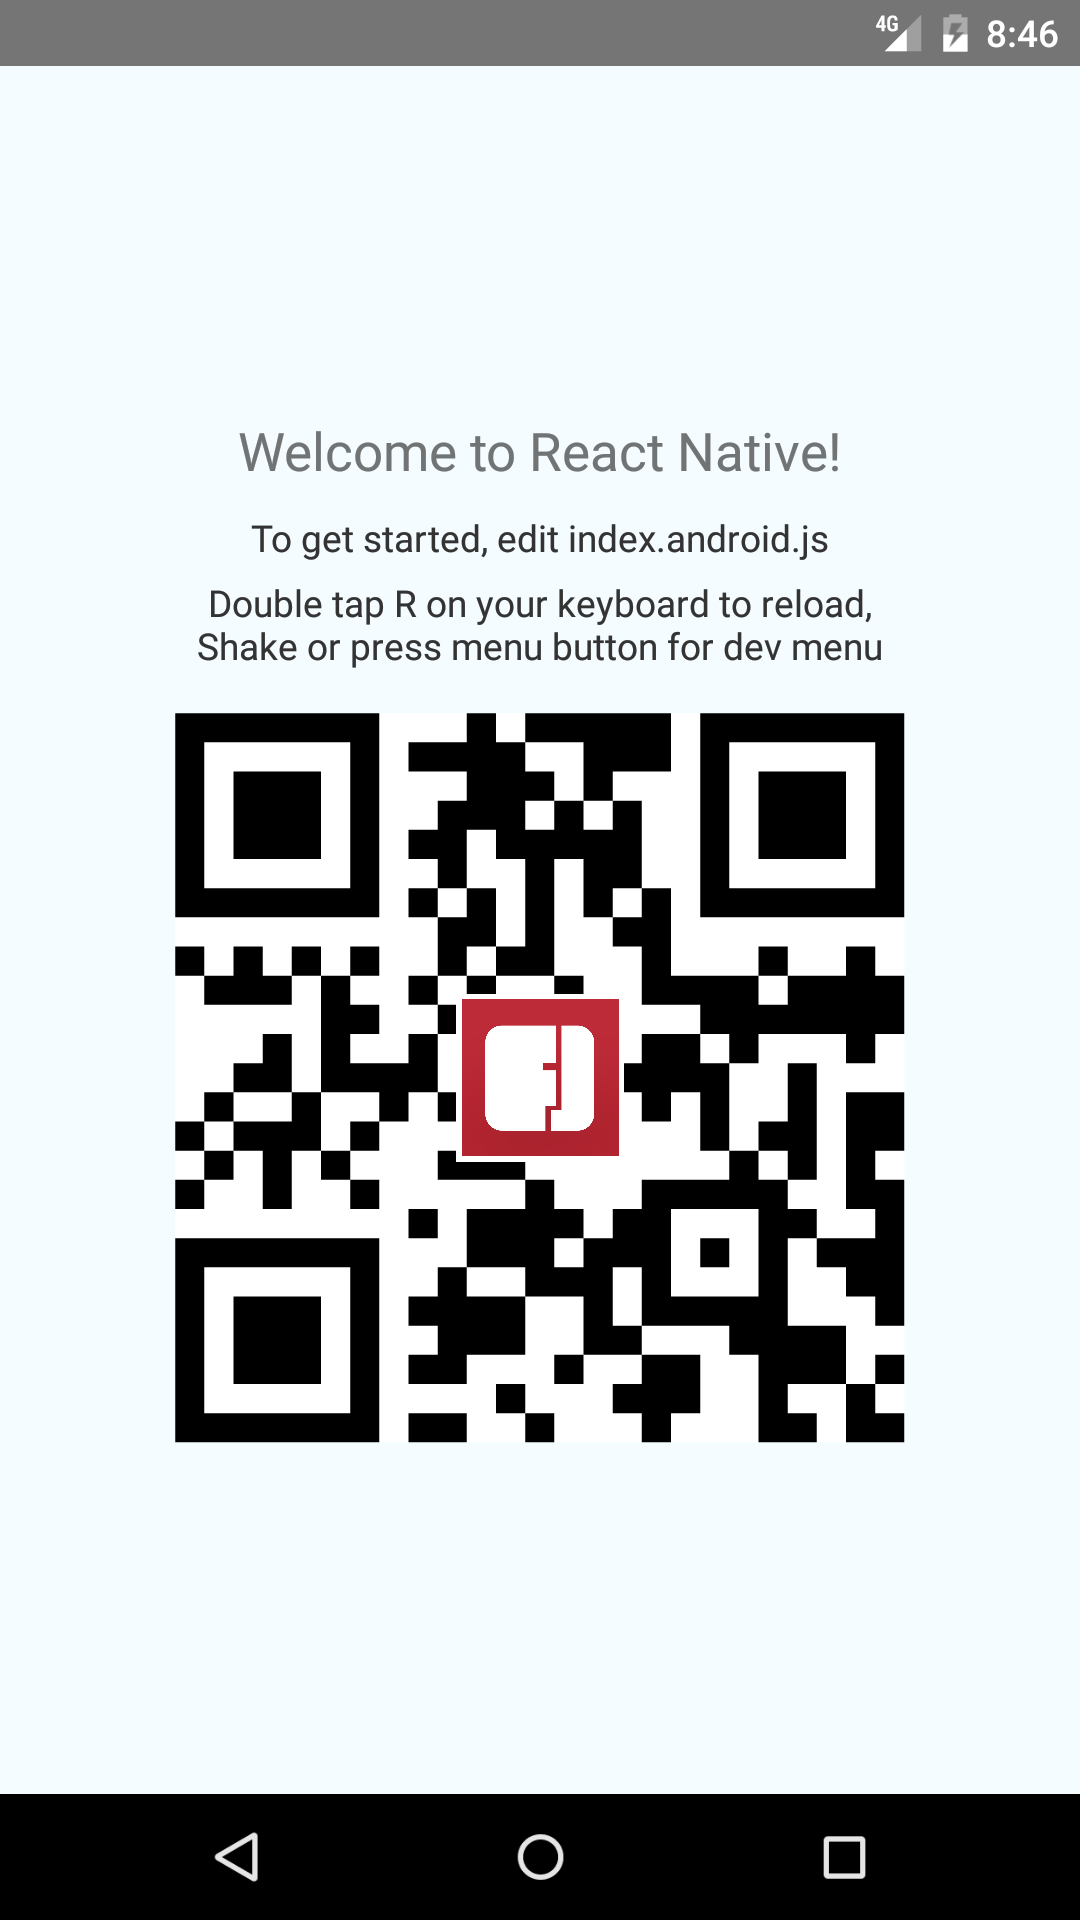 4G 8:46
Welcome to React Native!
To get started, edit index.android.js
Double tap R on your keyboard to reload,
Shake or press menu button for dev menu